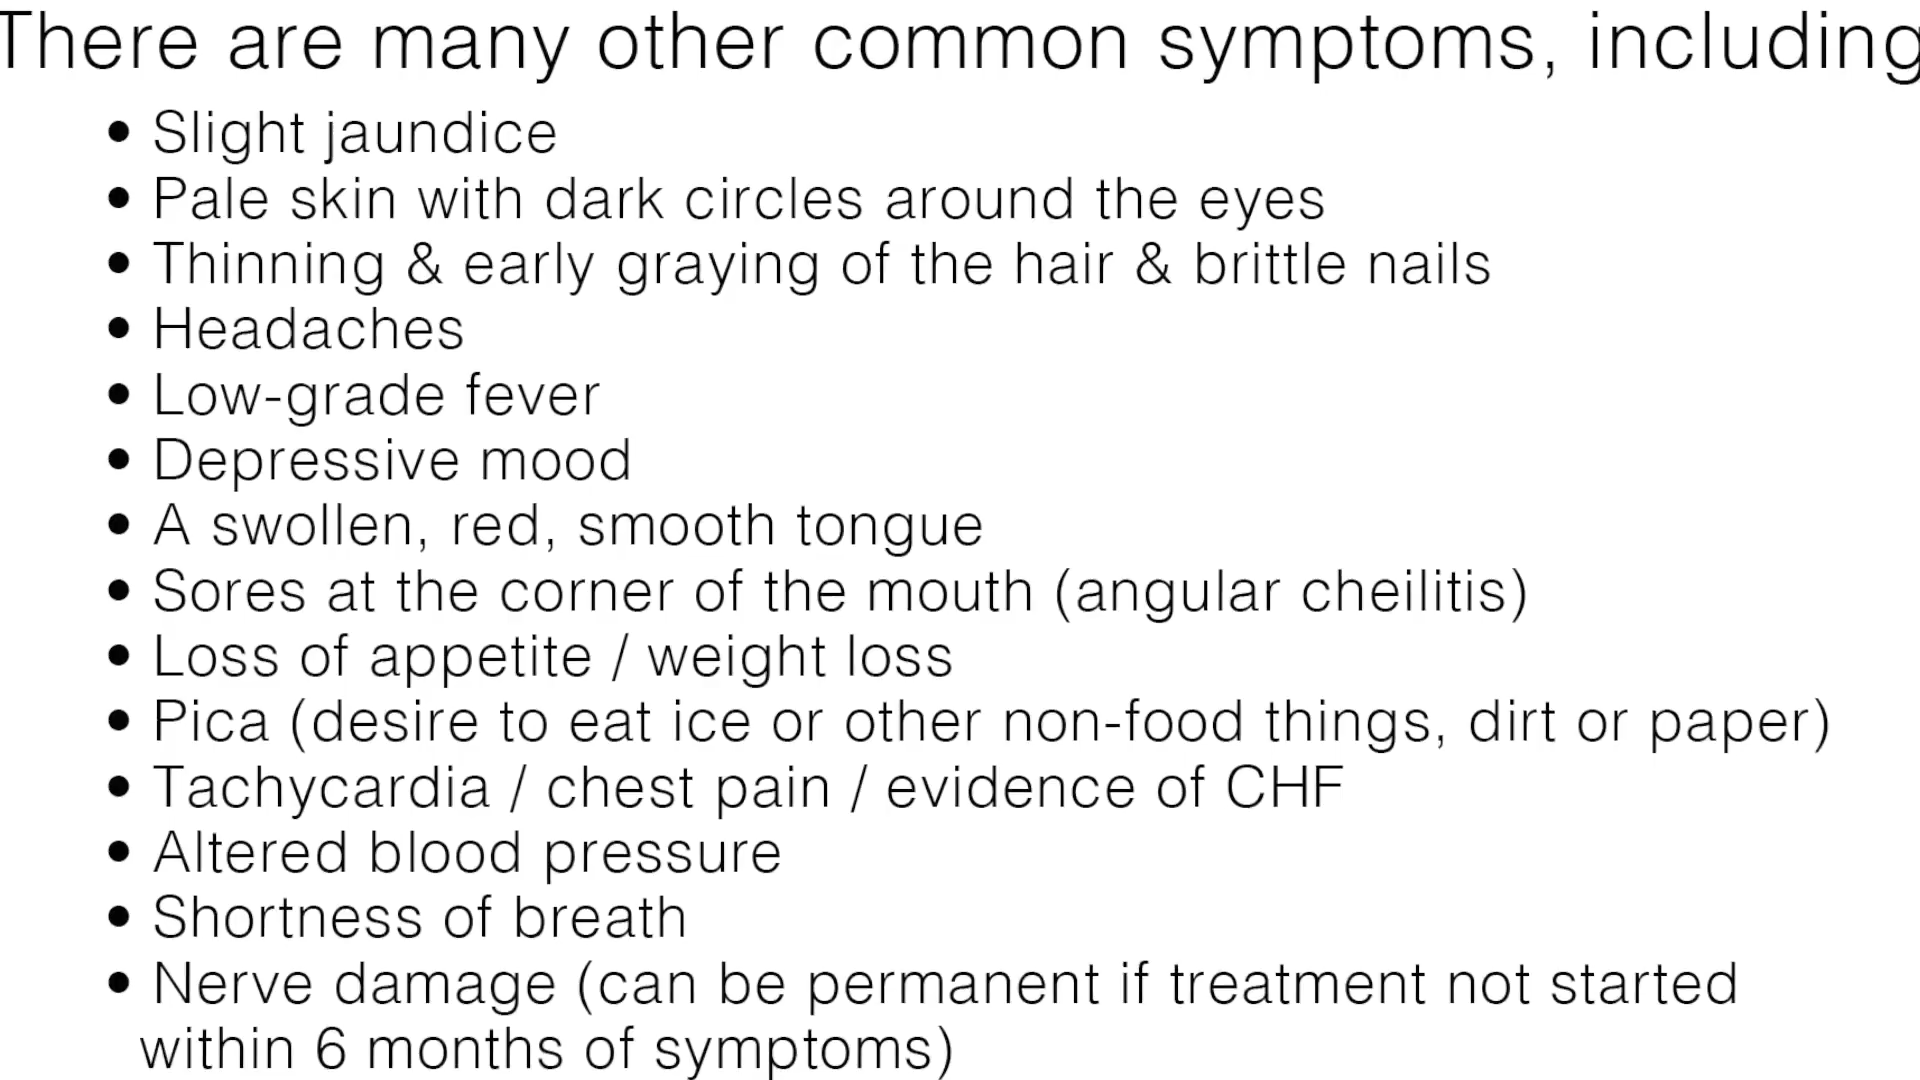 There are many other common symptoms, including
• Slight jaundice
• Pale skin with dark circles around the eyes
• Thinning & early graying of the hair & brittle nails
• Headaches
• Low-grade fever
• Depressive mood
• A swollen, red, smooth tongue
• Sores at the corner of the mouth (angular cheilitis)
• Loss of appetite / weight loss
• Pica (desire to eat ice or other non-food things, dirt or paper)
• Tachycardia / chest pain / evidence of CHF
• Altered blood pressure
• Shortness of breath
• Nerve damage (can be permanent if treatment not started
within 6 months of symptoms)